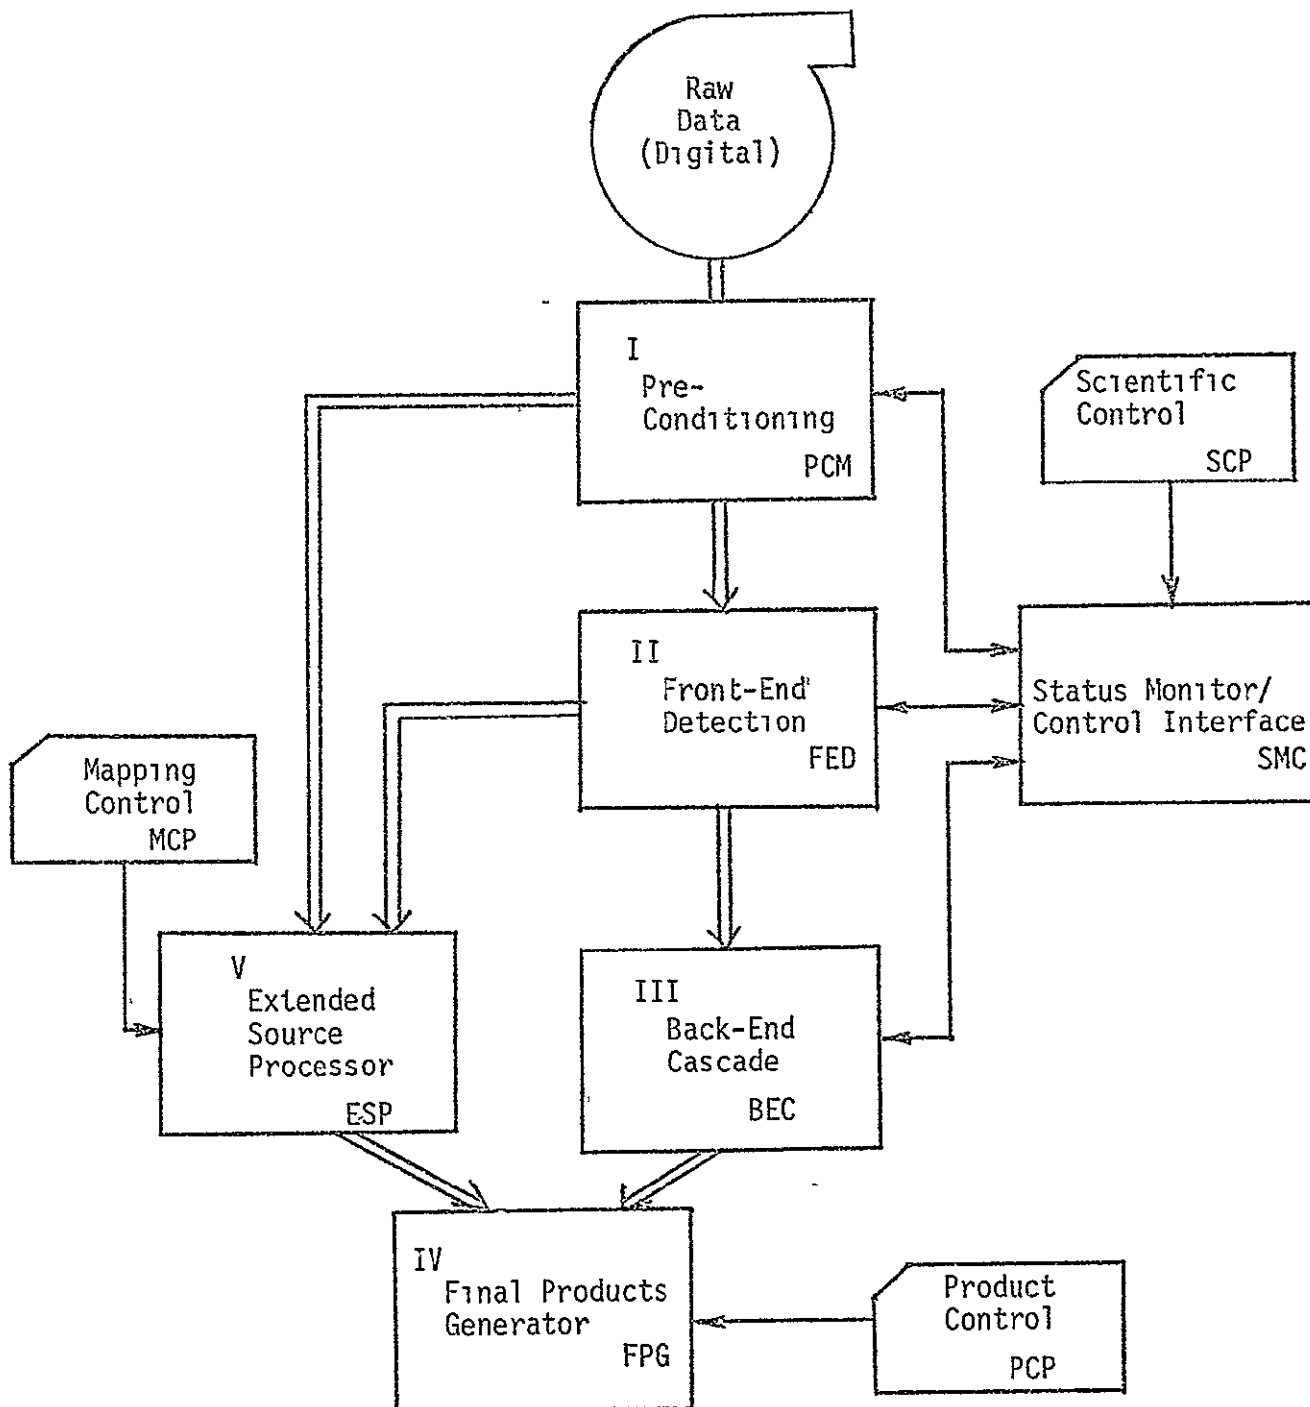 Raw
Data
(Digital)
I
Pre-
Conditioning
PCM
Scientific
Control
SCP
II
Front-End
Detection
FED
Status Monitor/
Control Interface
SMC
Mapping
Control
MCP
V
Extended
Source
Processor
ESP
III
Back-End
Cascade
BEC
IV
Final Products
Generator
FPG
Product
Control
PCP